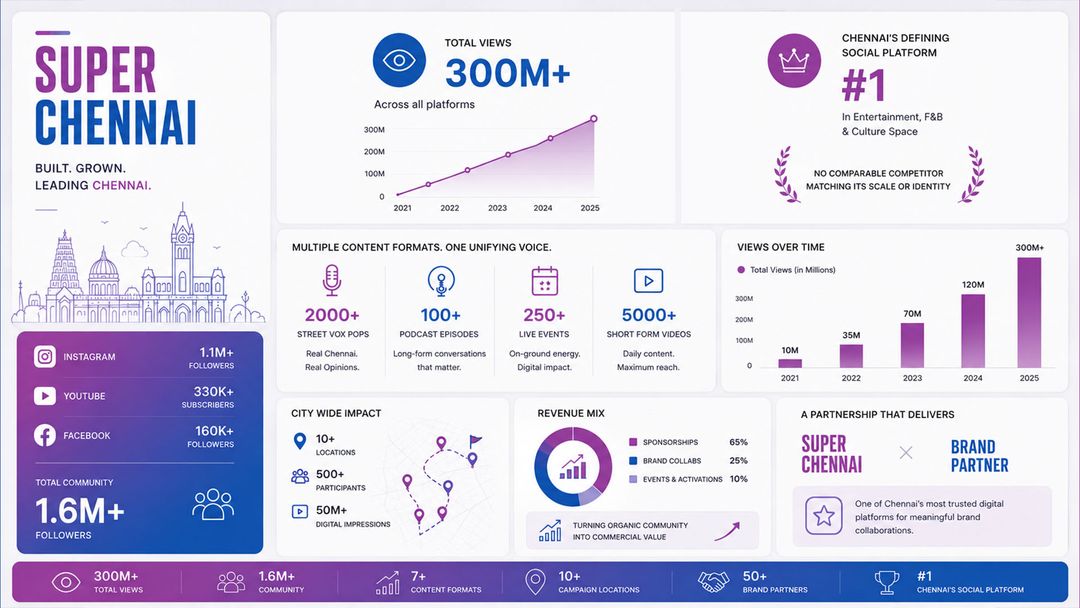 SUPER
CHENNAI
BUILT. GROWN.
LEADING CHENNAI.
INSTAGRAM
1.1M+
FOLLOWERS
YOUTUBE
330K+
SUBSCRIBERS
FACEBOOK
160K+
FOLLOWERS
TOTAL COMMUNITY
1.6M+
FOLLOWERS
TOTAL VIEWS
300M+
Across all platforms
300M
200M
100M
0
2021 2022 2023 2024 2025
CHENNAI'S DEFINING
SOCIAL PLATFORM
#1
In Entertainment, F&B
& Culture Space
NO COMPARABLE COMPETITOR
MATCHING ITS SCALE OR IDENTITY
MULTIPLE CONTENT FORMATS. ONE UNIFYING VOICE.
2000+
STREET VOX POPS
Real Chennai.
Real Opinions.
100+
PODCAST EPISODES
Long-form conversations
that matter.
250+
LIVE EVENTS
On-ground energy.
Digital impact.
5000+
SHORT FORM VIDEOS
Daily content.
Maximum reach.
VIEWS OVER TIME
Total Views (in Millions)
300M
200M
100M
0
10M
35M
70M
120M
300M+
2021 2022 2023 2024 2025
CITY WIDE IMPACT
10+
LOCATIONS
500+
PARTICIPANTS
50M+
DIGITAL IMPRESSIONS
REVENUE MIX
SPONSORSHIPS 65%
BRAND COLLABS 25%
EVENTS & ACTIVATIONS 10%
TURNING ORGANIC COMMUNITY
INTO COMMERCIAL VALUE
A PARTNERSHIP THAT DELIVERS
SUPER
CHENNAI
BRAND
PARTNER
One of Chennai's most trusted digital
platforms for meaningful brand
collaborations.
300M+
TOTAL VIEWS
1.6M+
COMMUNITY
7+
CONTENT FORMATS
10+
CAMPAIGN LOCATIONS
50+
BRAND PARTNERS
#1
CHENNAI'S SOCIAL PLATFORM